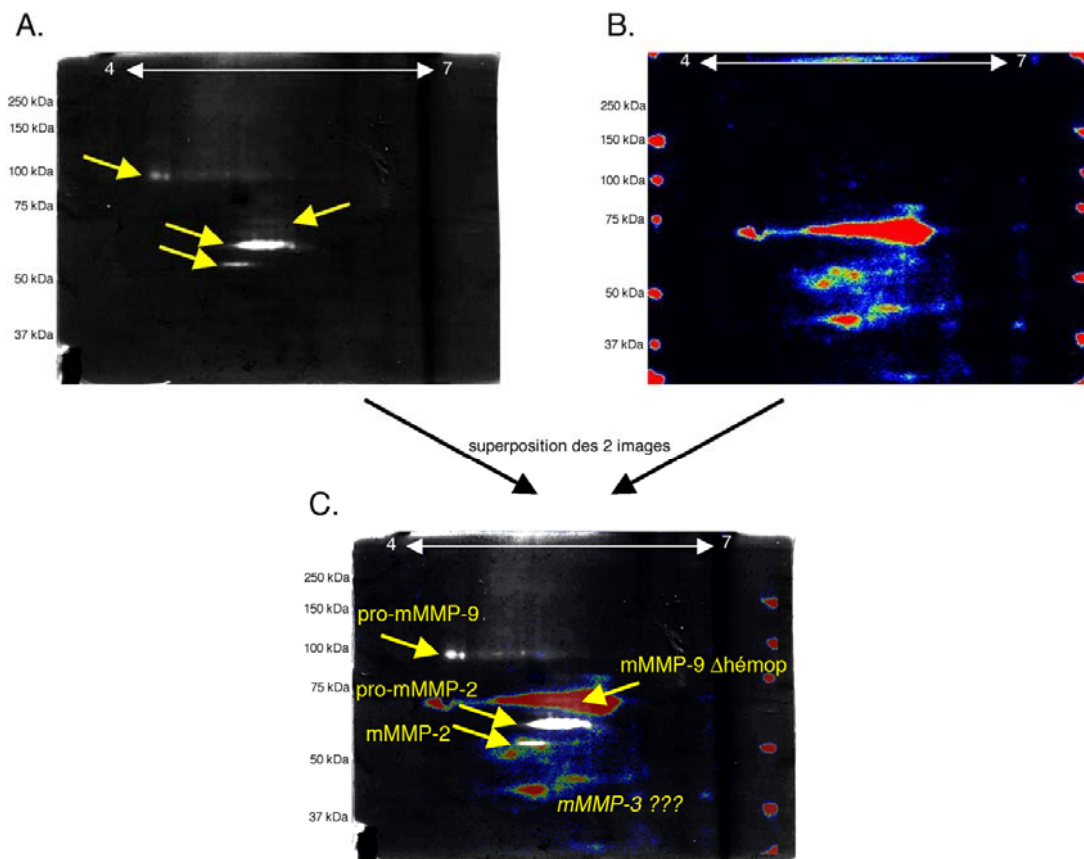 A.
4 7
250 kDa
150 kDa
100 kDa
75 kDa
50 kDa
37 kDa
B.
4 7
250 kDa
150 kDa
100 kDa
75 kDa
50 kDa
37 kDa
superposition des 2 images
C.
4 7
250 kDa
150 kDa
100 kDa
75 kDa
50 kDa
37 kDa
pro-mMMP-9
mMMP-9 Δhémop
pro-mMMP-2
mMMP-2
mMMP-3 ???